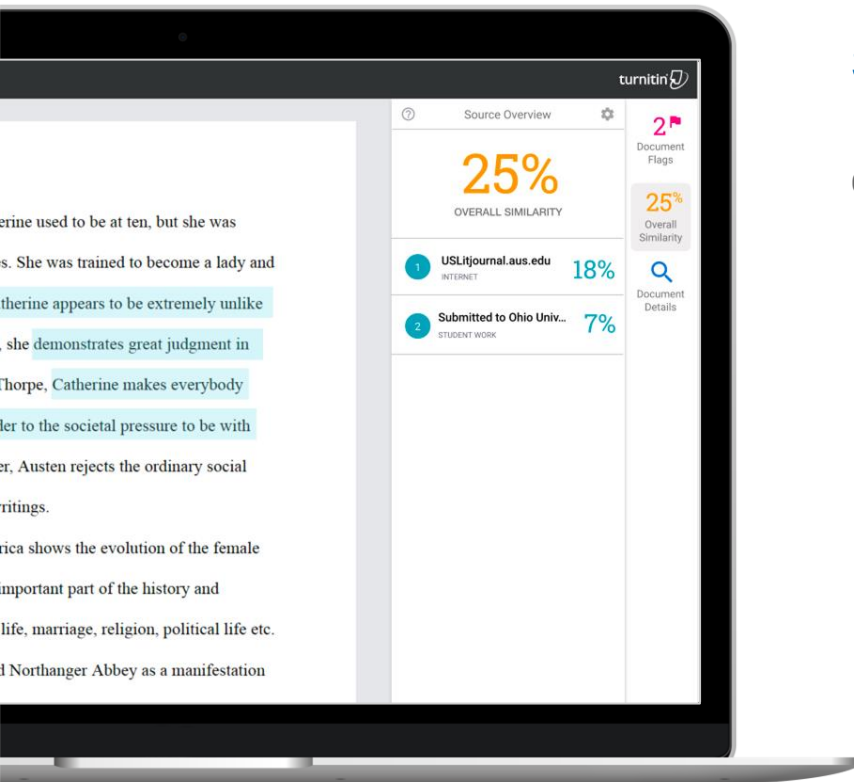 turnitin
Source Overview
25%
OVERALL SIMILARITY
1 USLitjournal.aus.edu 18%
INTERNET
2 Submitted to Ohio Univ... 7%
STUDENT WORK
2
Document
Flags
25%
Overall
Similarity
Document
Details
erine used to be at ten, but she was
s. She was trained to become a lady and
therine appears to be extremely unlike
, she demonstrates great judgment in
Thorpe, Catherine makes everybody
der to the societal pressure to be with
er, Austen rejects the ordinary social
ritings.
rica shows the evolution of the female
important part of the history and
life, marriage, religion, political life etc.
d Northanger Abbey as a manifestation